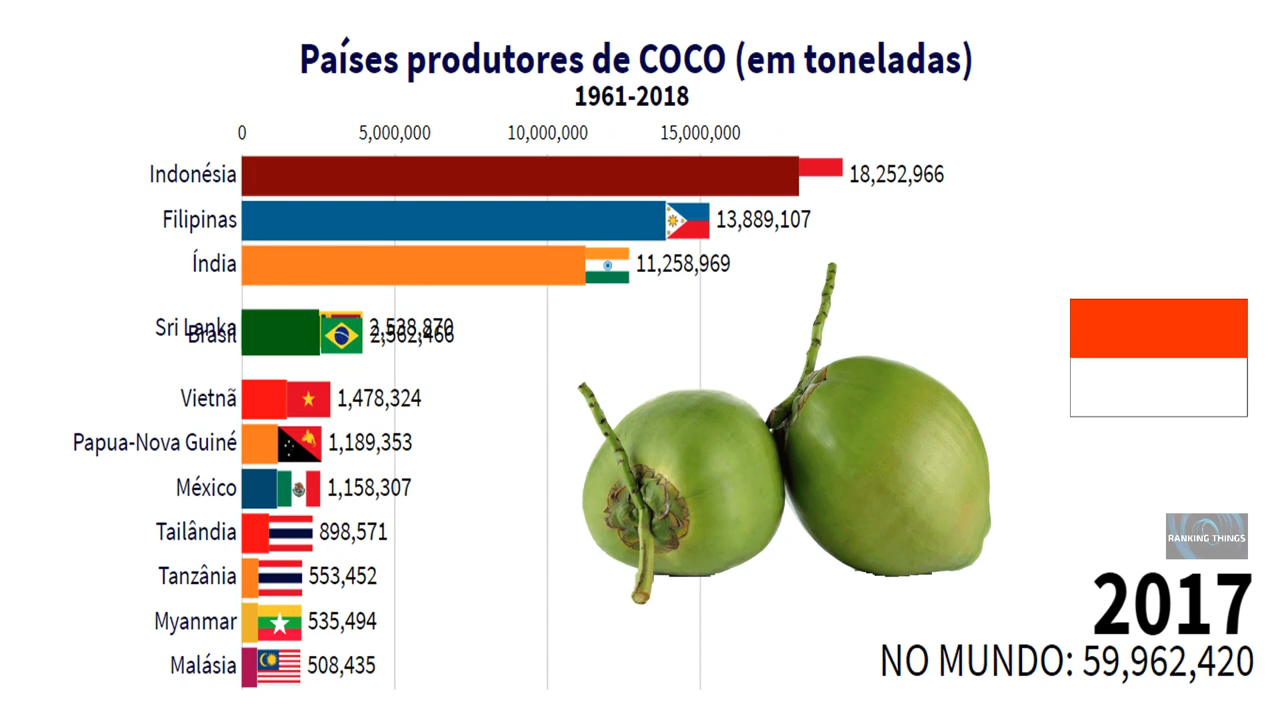 Países produtores de COCO (em toneladas)
1961-2018
0 5,000,000 10,000,000 15,000,000
Indonésia 18,252,966
Filipinas 13,889,107
Índia 11,258,969
Sri Lanka
Brasil
Vietnã 1,478,324
Papua-Nova Guiné 1,189,353
México 1,158,307
Tailândia 898,571
Tanzânia 553,452
Myanmar 535,494
Malásia 508,435
RANKING THINGS
2017
NO MUNDO: 59,962,420